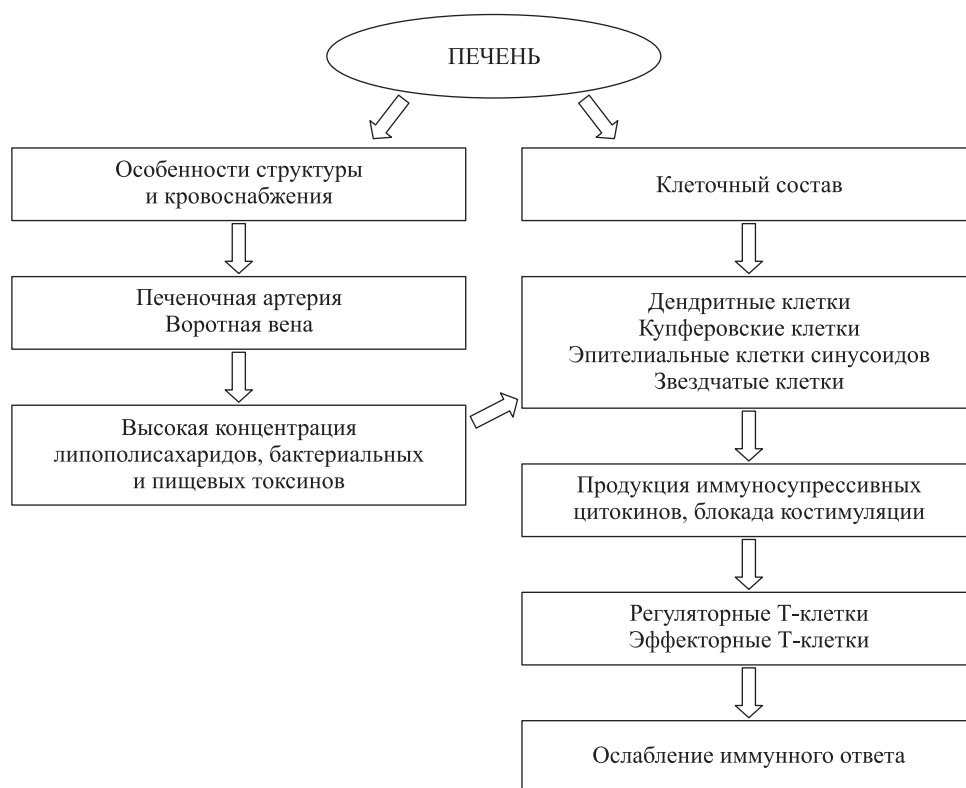 ПЕЧЕНЬ
Особенности структуры
и кровоснабжения
Печеночная артерия
Воротная вена
Высокая концентрация
липополисахаридов, бактериальных
и пищевых токсинов
Клеточный состав
Дендритные клетки
Купферовские клетки
Эпителиальные клетки синусоидов
Звездчатые клетки
Продукция иммуносупрессивных
цитокинов, блокада костимуляции
Регуляторные Т-клетки
Эффекторные Т-клетки
Ослабление иммунного ответа